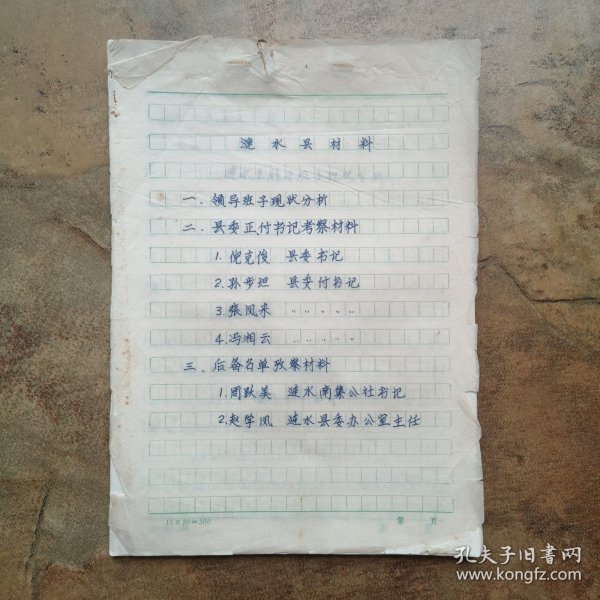 涟水县材料
一．领导班子现状分析
二．县委正付书记考察材料
1.倪克俊 县委书记
2.孙步坦 县委付书记
3.张凤来 〃〃〃〃〃
4.冯湘云 〃〃〃〃〃
三．后备名单攷察材料
1.周跃美 涟水南集公社书记
2.赵学凤 涟水县委办公室主任
15×20=300
第 页
孔夫子旧书网
www.kongfz.com